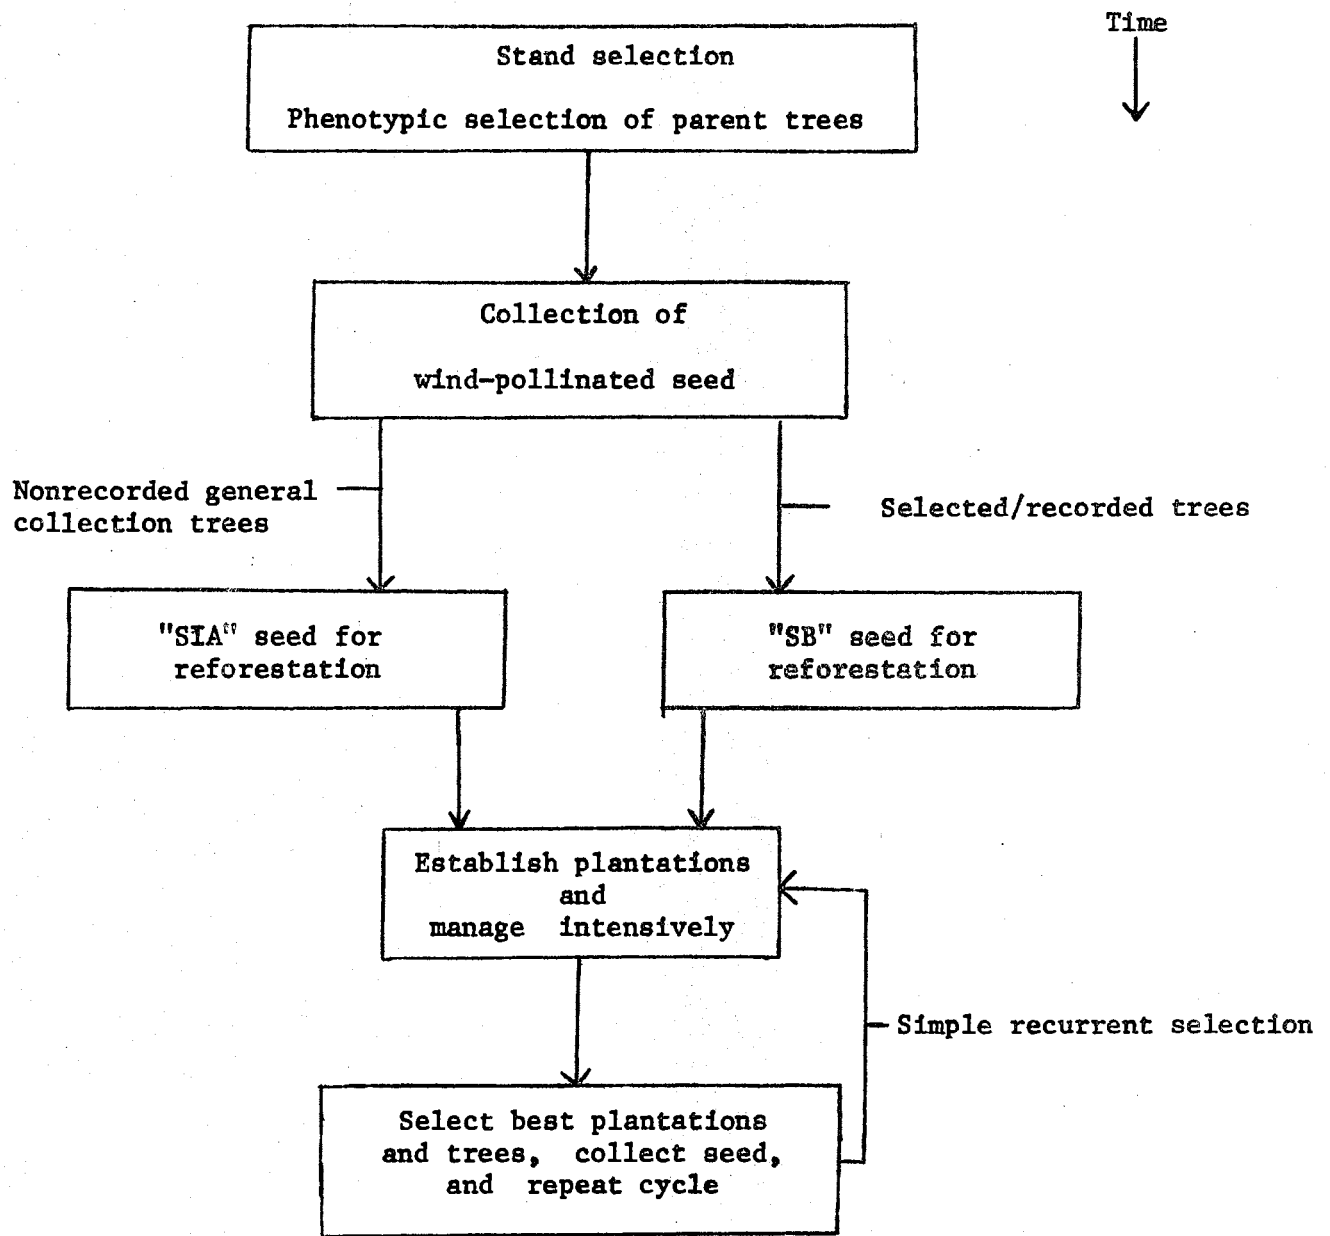 Time
Stand selection
Phenotypic selection of parent trees
Collection of
wind-pollinated seed
Nonrecorded general
collection trees
Selected/recorded trees
"SIA" seed for
reforestation
"SB" seed for
reforestation
Establish plantations
and
manage intensively
Simple recurrent selection
Select best plantations
and trees, collect seed,
and repeat cycle